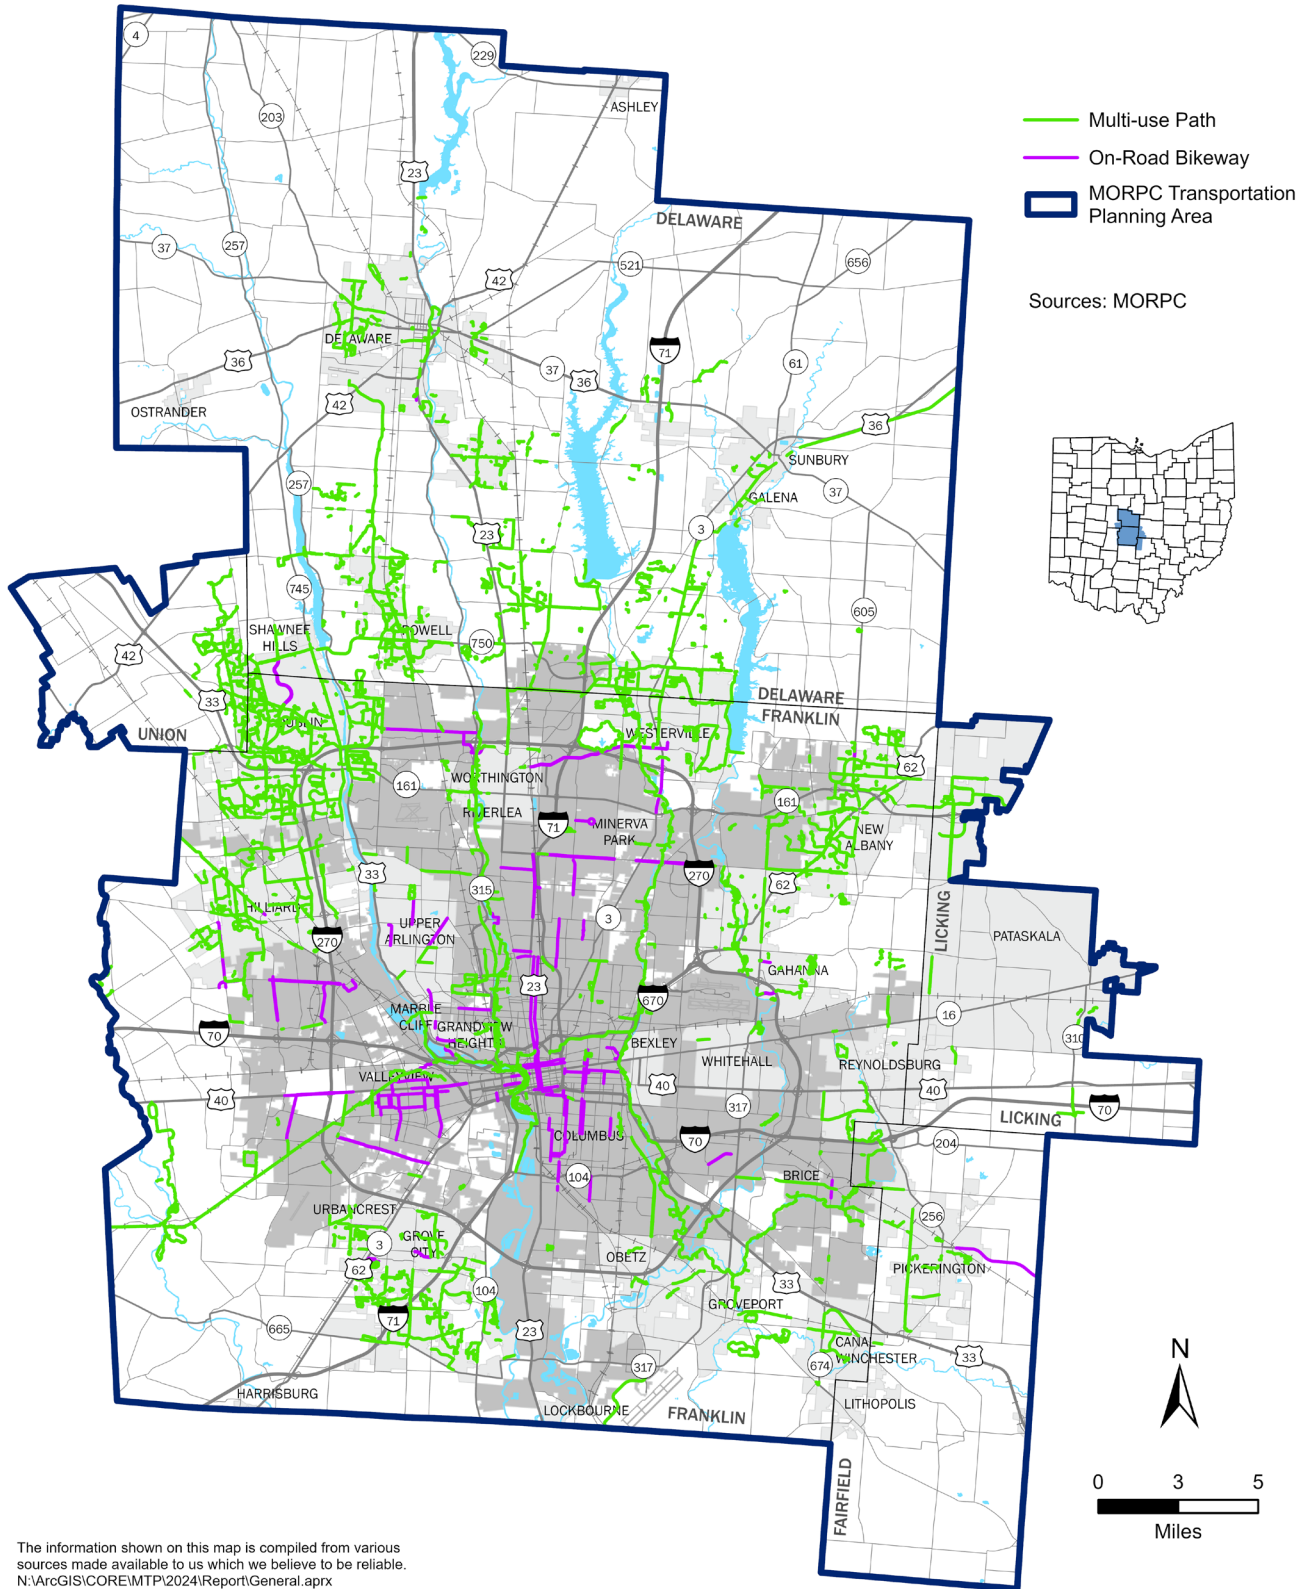 4
229
ASHLEY
203
23
Multi-use Path
On-Road Bikeway
MORPC Transportation
Planning Area
DELAWARE
37
257
42
521
656
Sources: MORPC
DELAWARE
71
36
37
36
61
42
OSTRANDER
36
SUNBURY
257
37
GALENA
23
3
745
605
SHAWNEE
HILLS
POWELL
750
42
33
DELAWARE
FRANKLIN
UNION
DUBLIN
WESTERVILLE
62
WORTHINGTON
161
161
RIVERLEA
71
MINERVA
PARK
NEW
ALBANY
33
270
62
315
HILLIARD
3
UPPER
ARLINGTON
LICKING
PATASKALA
270
GAHANNA
23
670
MARBLE
CLIFF
GRANDVIEW
HEIGHTS
16
70
BEXLEY
310
WHITEHALL
REYNOLDSBURG
VALLEYVIEW
40
40
40
317
70
LICKING
COLUMBUS
70
204
104
BRICE
URBANCREST
256
3
GROVE
CITY
OBETZ
62
PICKERINGTON
33
104
GROVEPORT
71
665
23
CANAL
WINCHESTER
33
317
674
N
HARRISBURG
LOCKBOURNE
FRANKLIN
LITHOPOLIS
0 3 5
Miles
FAIRFIELD
The information shown on this map is compiled from various
sources made available to us which we believe to be reliable.
N:\ArcGIS\CORE\MTP\2024\Report\General.aprx